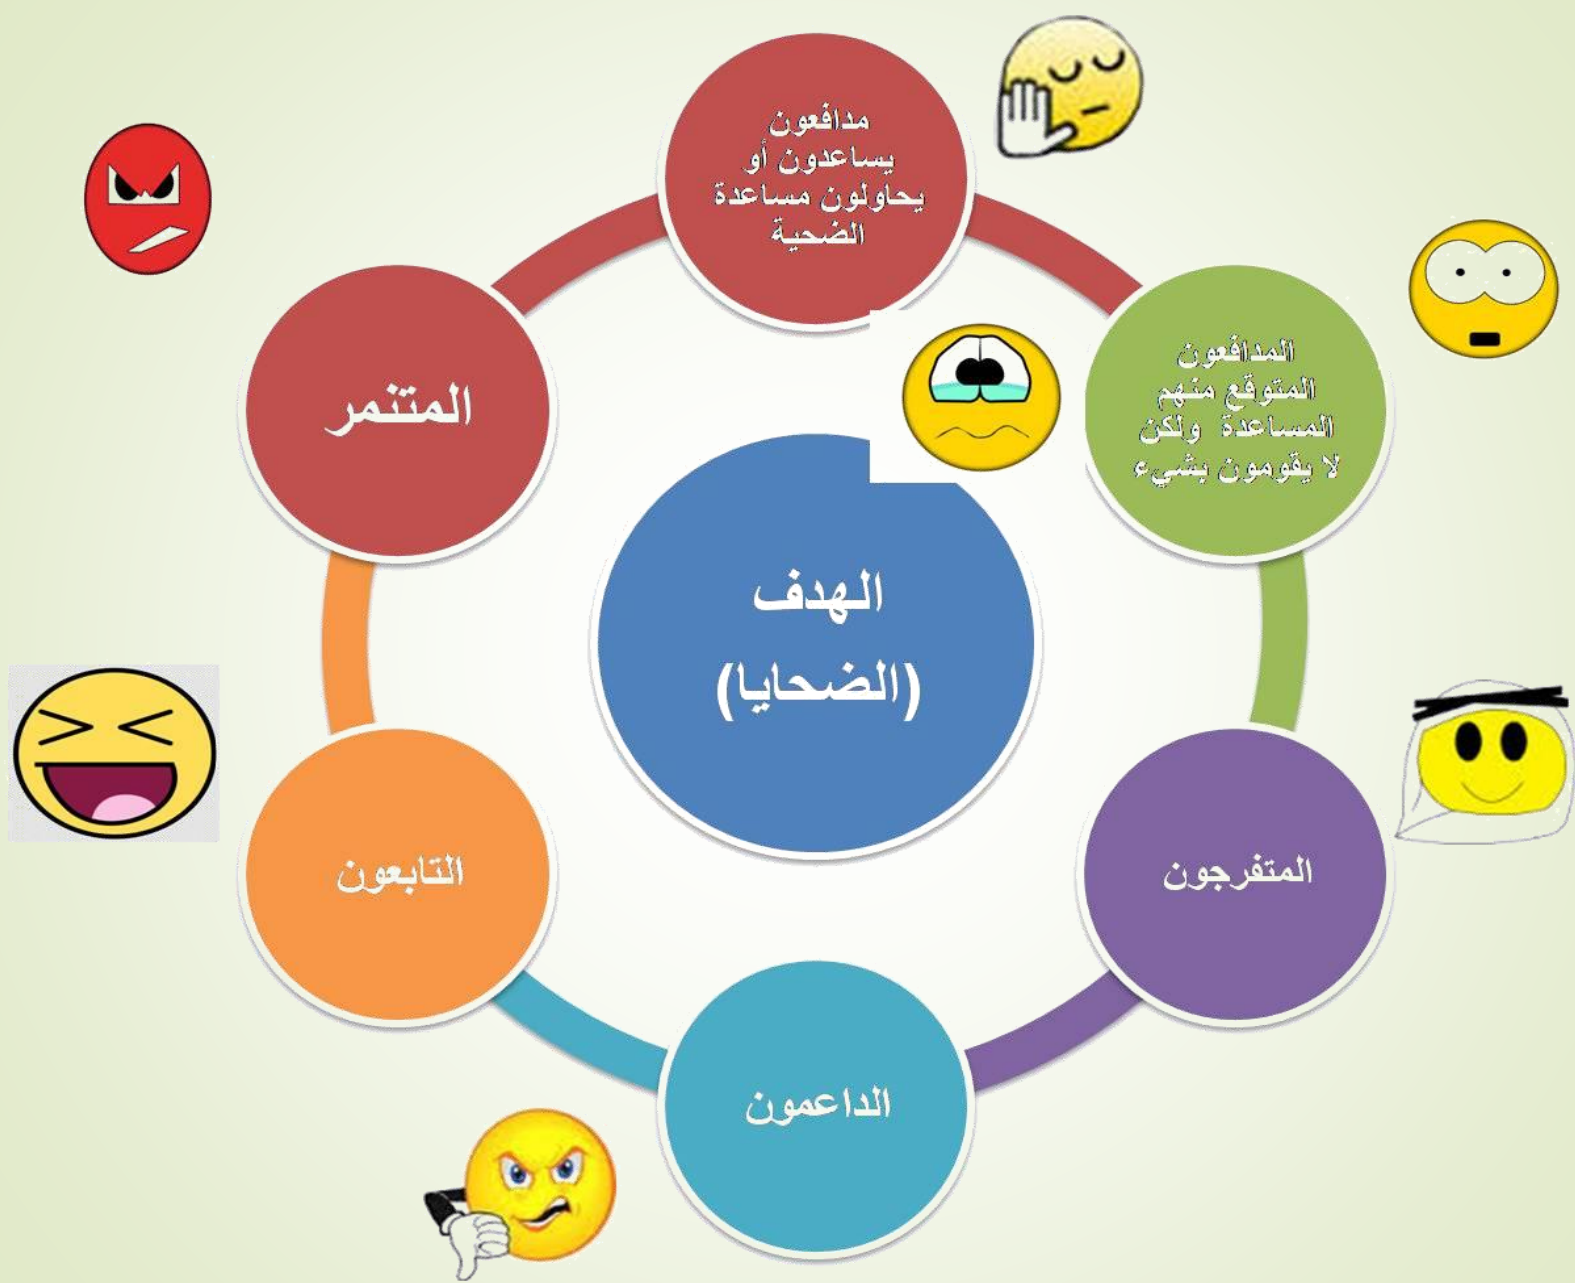 مدافعون
يساعدون أو
يحاولون مساعدة
الضحية
المدافعون
المتوقع منهم
المساعدة ولكن
لا يقومون بشيء
المتنمر
الهدف
(الضحايا)
المتفرجون
التابعون
الداعمون